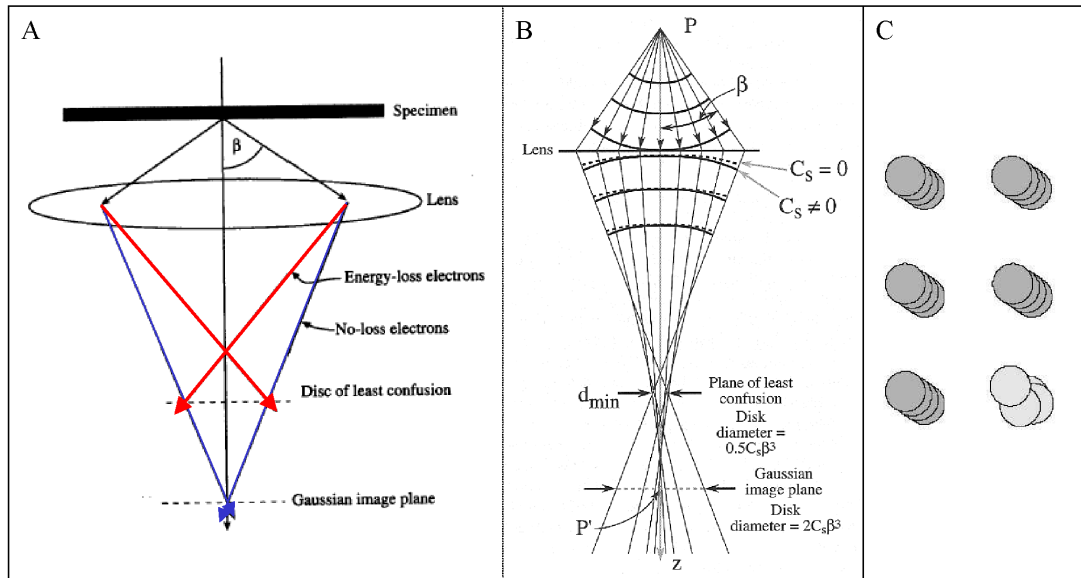 A
Specimen
β
Lens
Energy-loss electrons
No-loss electrons
Disc of least confusion
Gaussian image plane
B
P
β
Lens
C_S = 0
C_S ≠ 0
d_min
Plane of least
confusion
Disk
diameter =
0.5C_sβ³
Gaussian
image plane
P'
Disk
diameter = 2C_sβ³
z
C